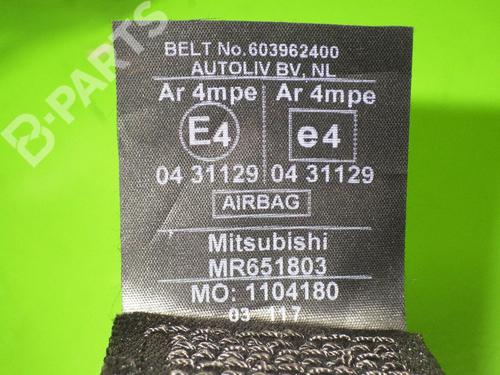 BELT No.603962400
AUTOLIV BV, NL
Ar 4mpe Ar 4mpe
E4 e4
04 31129 04 31129
AIRBAG
Mitsubishi
MR651803
MO: 1104180
03 117
B-PARTS